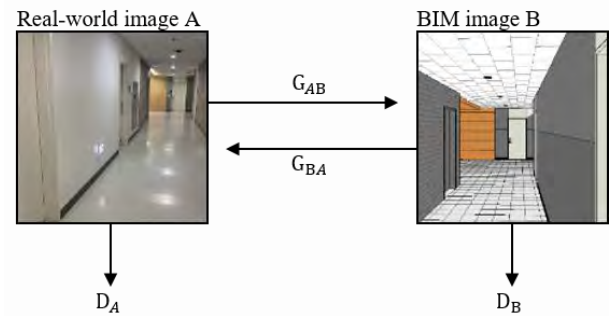 Real-world image A
BIM image B
G_AB
G_BA
D_A
D_B